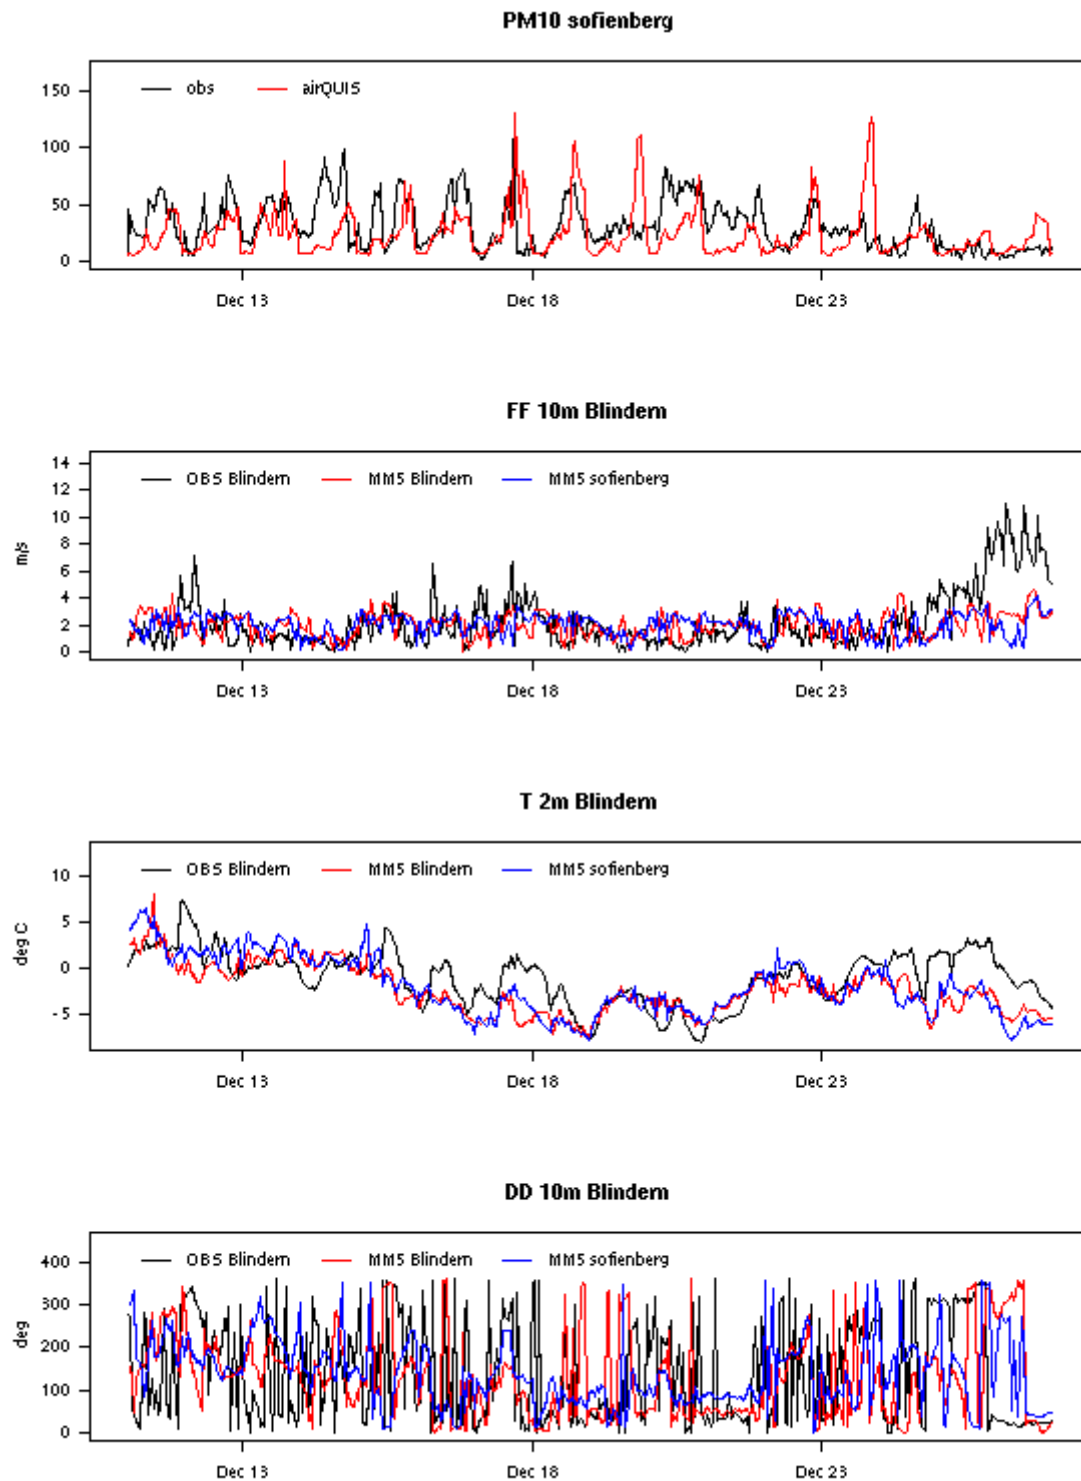 PM10 sofienberg
obs airQUIS
150
100
50
0
Dec 13 Dec 18 Dec 23
FF 10m Blindern
OBS Blindern MM5 Blindern MM5 sofienberg
m/s
14
12
10
8
6
4
2
0
Dec 13 Dec 18 Dec 23
T 2m Blindern
OBS Blindern MM5 Blindern MM5 sofienberg
deg C
10
5
0
-5
Dec 13 Dec 18 Dec 23
DD 10m Blindern
OBS Blindern MM5 Blindern MM5 sofienberg
deg
400
300
200
100
0
Dec 13 Dec 18 Dec 23